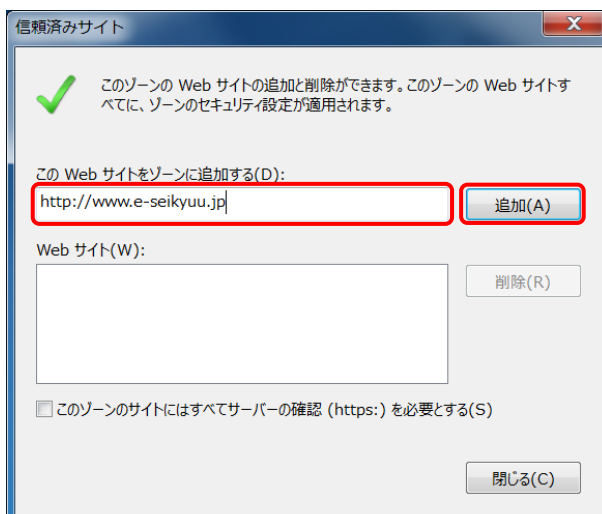 信頼済みサイト
このゾーンの Web サイトの追加と削除ができます。このゾーンの Web サイトす
べてに、ゾーンのセキュリティ設定が適用されます。
この Web サイトをゾーンに追加する(D):
http://www.e-seikyuu.jp
追加(A)
Web サイト(W):
削除(R)
このゾーンのサイトにはすべてサーバーの確認 (https:) を必要とする(S)
閉じる(C)